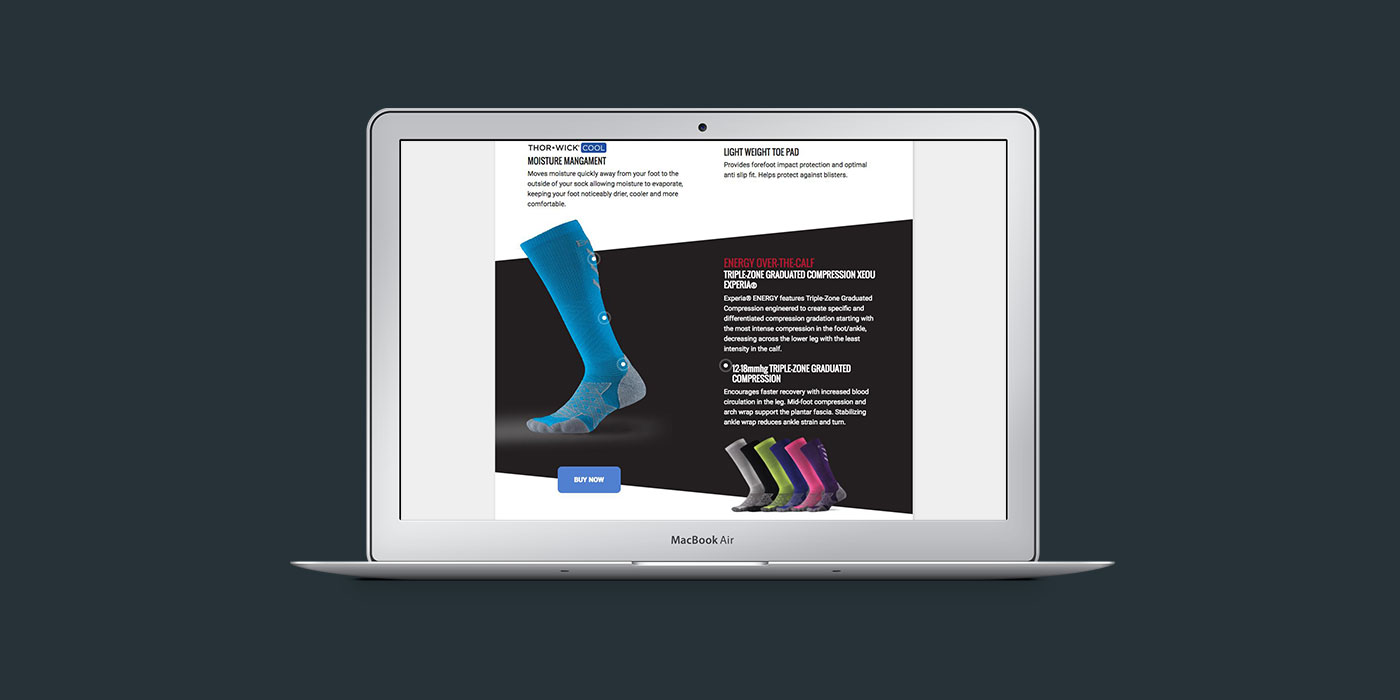 THOR•WICK® COOL
MOISTURE MANGAMENT
Moves moisture quickly away from your foot to the
outside of your sock allowing moisture to evaporate,
keeping your foot noticeably drier, cooler and more
comfortable.
LIGHT WEIGHT TOE PAD
Provides forefoot impact protection and optimal
anti slip fit. Helps protect against blisters.
ENERGY OVER-THE-CALF
TRIPLE-ZONE GRADUATED COMPRESSION XEOU
EXPERIA®
Experia® ENERGY features Triple-Zone Graduated
Compression engineered to create specific and
differentiated compression gradation starting with
the most intense compression in the foot/ankle,
decreasing across the lower leg with the least
intensity in the calf.
12-18mmhg TRIPLE-ZONE GRADUATED
COMPRESSION
Encourages faster recovery with increased blood
circulation in the leg. Mid-foot compression and
arch wrap support the plantar fascia. Stabilizing
ankle wrap reduces ankle strain and turn.
BUY NOW
MacBook Air